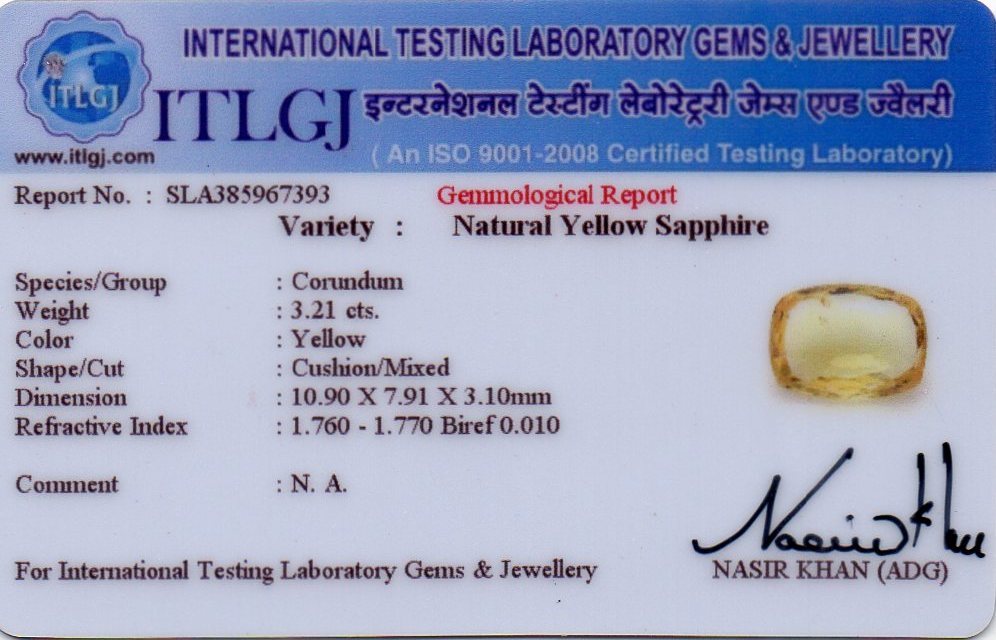 INTERNATIONAL TESTING LABORATORY GEMS & JEWELLERY
ITLGJ
ITLGJ इन्टरनेशनल टेस्टींग लेबोरेट्री जेम्स एण्ड ज्वैलरी
www.itlgj.com
( An ISO 9001-2008 Certified Testing Laboratory)
Report No. : SLA385967393
Gemmological Report
Variety : Natural Yellow Sapphire
Species/Group : Corundum
Weight : 3.21 cts.
Color : Yellow
Shape/Cut : Cushion/Mixed
Dimension : 10.90 X 7.91 X 3.10mm
Refractive Index : 1.760 - 1.770 Biref 0.010
Comment : N. A.
Nasir Khan
For International Testing Laboratory Gems & Jewellery
NASIR KHAN (ADG)